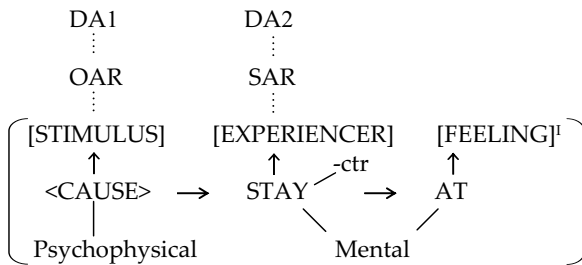 DA1 DA2
OAR SAR
[STIMULUS] [EXPERIENCER] [FEELING]ᴵ
-ctr
<CAUSE> STAY AT
Psychophysical Mental